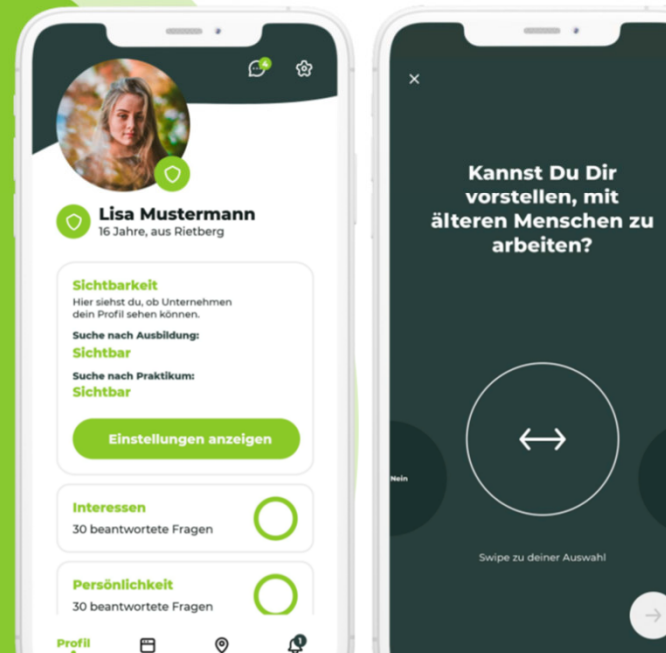 4
Lisa Mustermann
16 Jahre, aus Rietberg
Sichtbarkeit
Hier siehst du, ob Unternehmen
dein Profil sehen können.
Suche nach Ausbildung:
Sichtbar
Suche nach Praktikum:
Sichtbar
Einstellungen anzeigen
Interessen
30 beantwortete Fragen
Persönlichkeit
30 beantwortete Fragen
Profil
1
Kannst Du Dir
vorstellen, mit
älteren Menschen zu
arbeiten?
Nein
Swipe zu deiner Auswahl